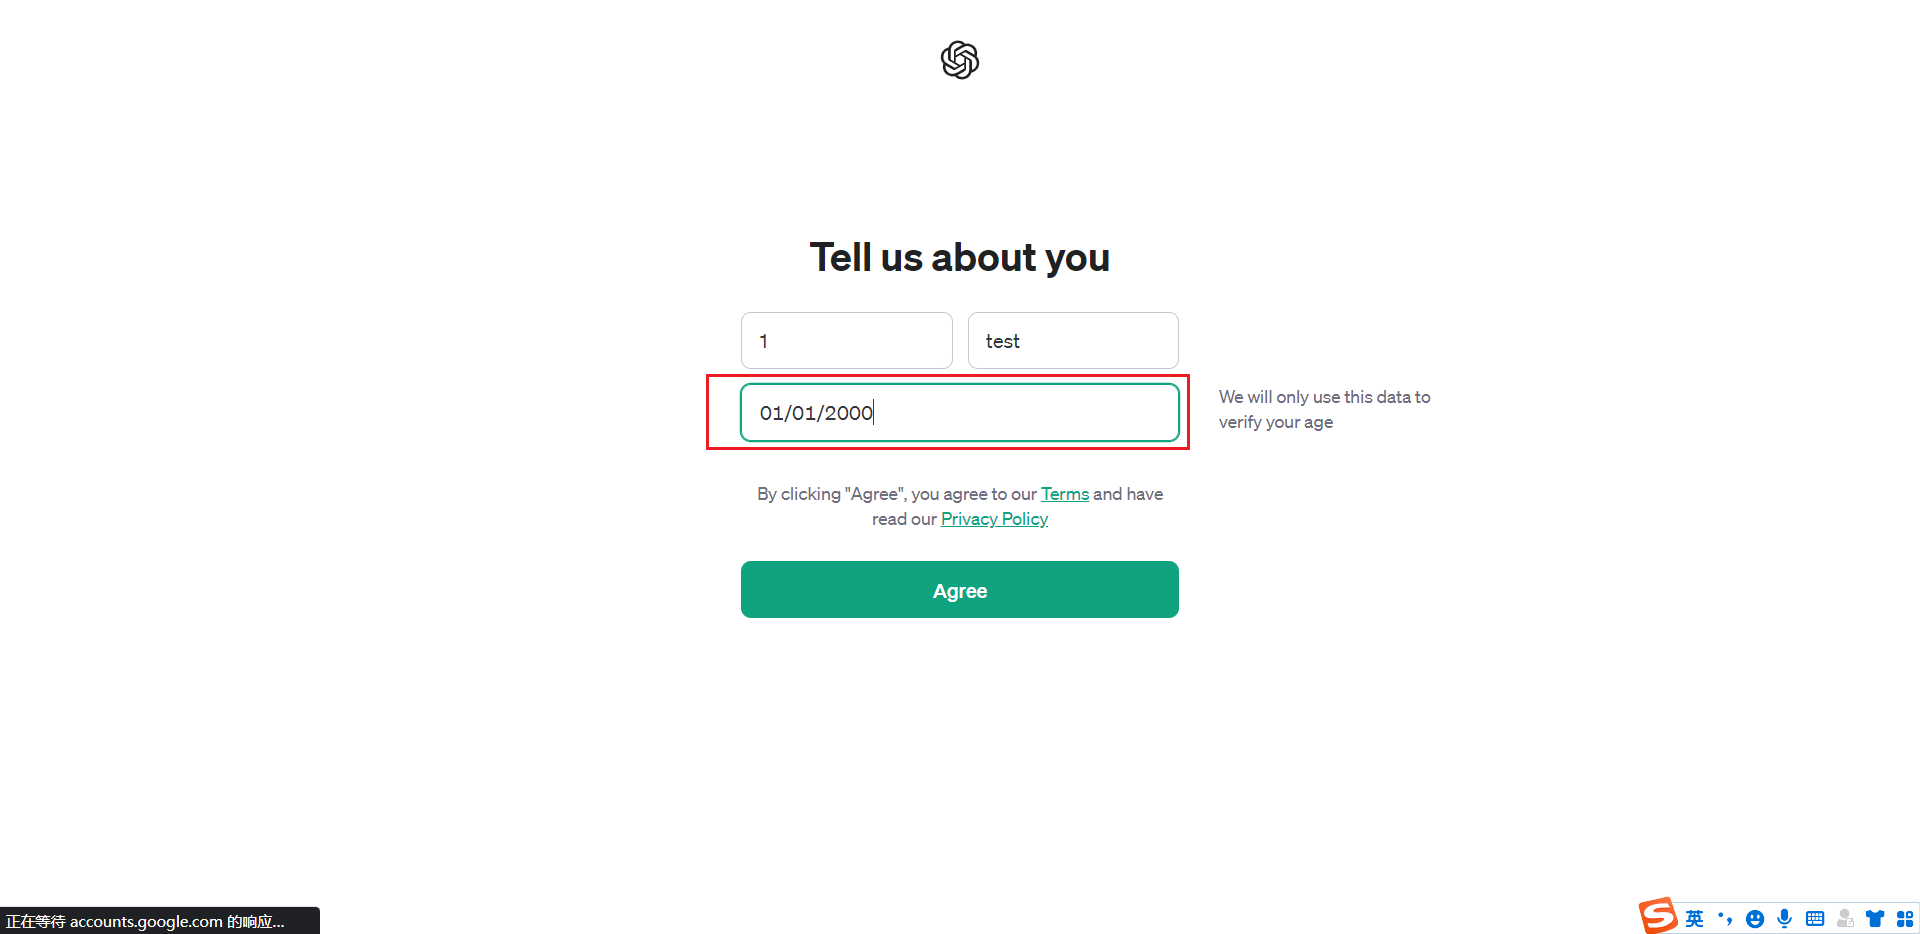 Tell us about you
1 test
01/01/2000
We will only use this data to
verify your age
By clicking "Agree", you agree to our Terms and have
read our Privacy Policy
Agree
正在等待 accounts.google.com 的响应...
S 英